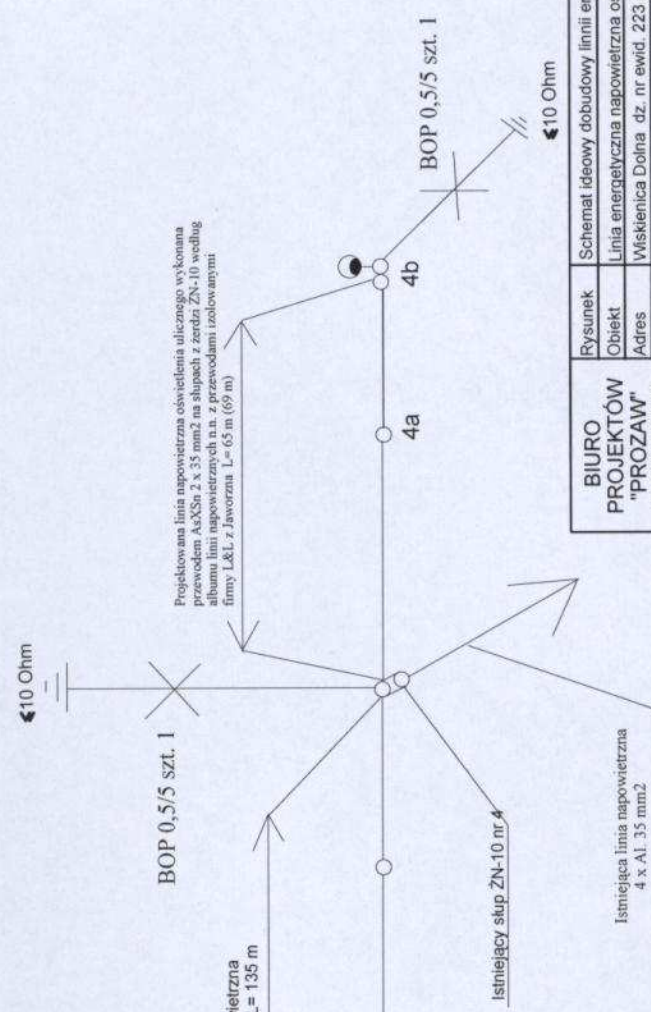 ≤10 Ohm
BOP 0,5/5 szt. 1
Projektowana linia napowietrzna oświetlenia ulicznego wykonana
przewodem AsXSn 2 x 35 mm2 na słupach z żerdzi ŻN-10 według
albumu linii napowietrznych n.n. z przewodami izolowanymi
firmy L&L z Jaworzna L= 65 m (69 m)
BOP 0,5/5 szt. 1
≤10 Ohm
4a
4b
L= 135 m
Istniejący słup ŻN-10 nr 4
Istniejąca linia napowietrzna
4 x Al. 35 mm2
BIURO
PROJEKTÓW
"PROZAW"
Rysunek Schemat ideowy dobudowy linnii
Obiekt Linia energetyczna napowietrzna
Adres Wiskienica Dolna dz. nr ewid. 223